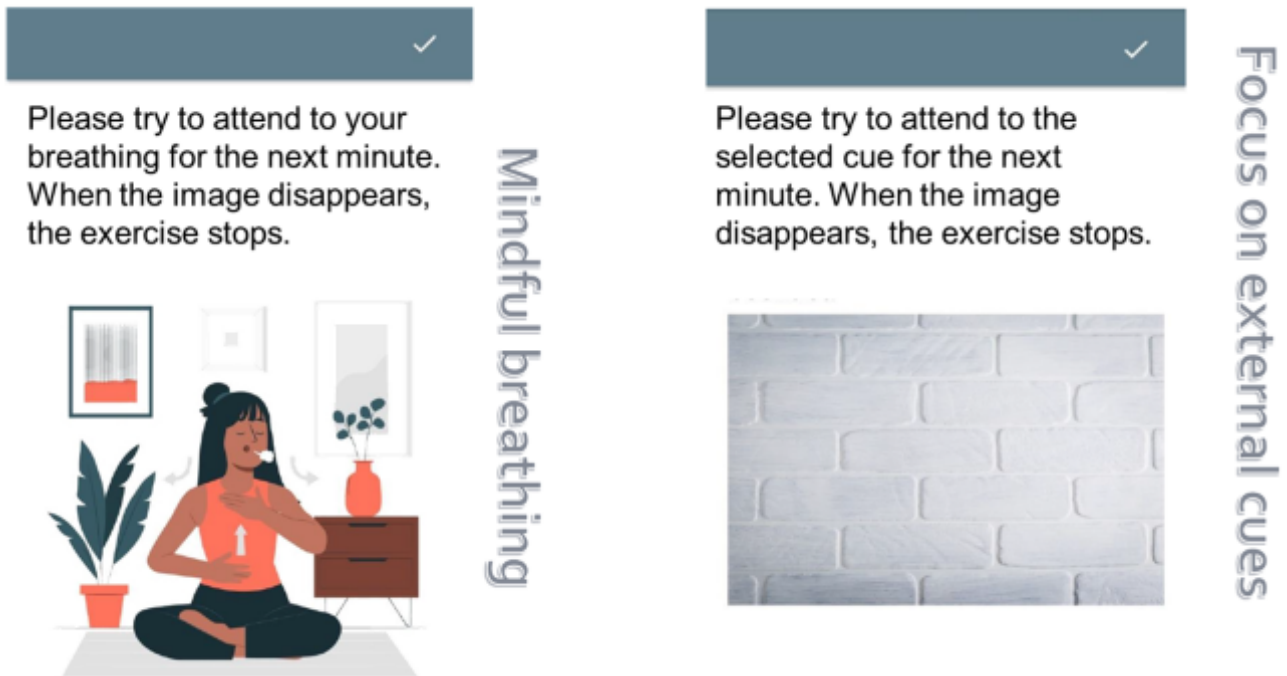 Please try to attend to your
breathing for the next minute.
When the image disappears,
the exercise stops.
Mindful breathing
Please try to attend to the
selected cue for the next
minute. When the image
disappears, the exercise stops.
Focus on external cues